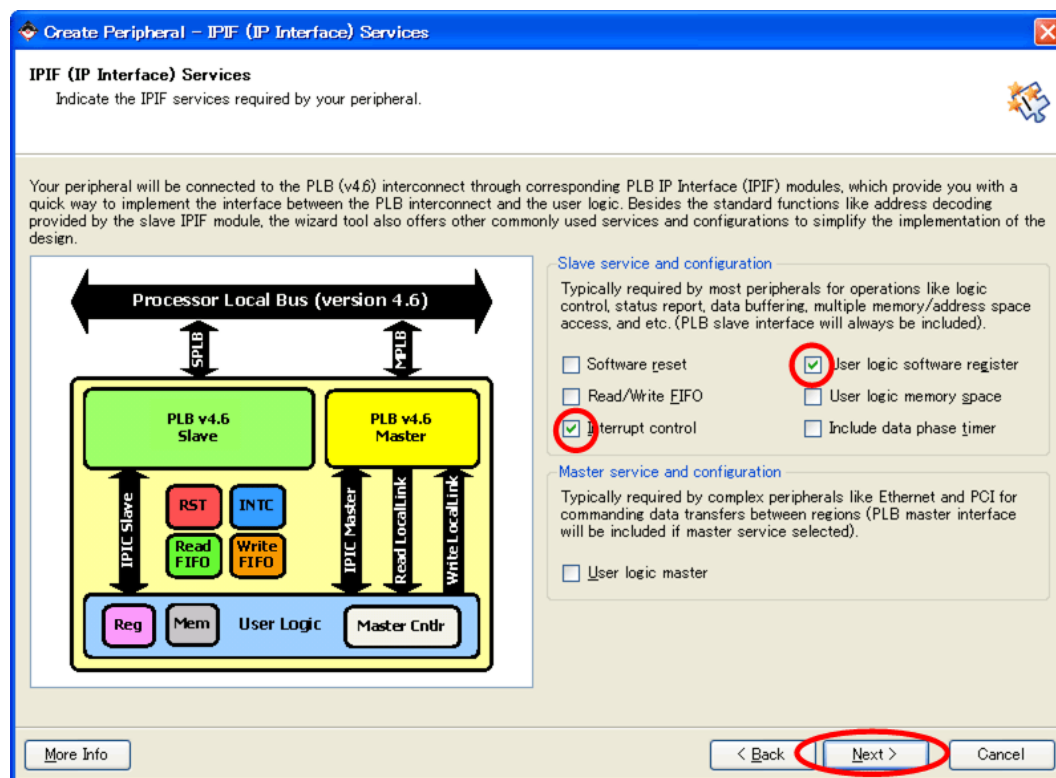 Create Peripheral - IPIF (IP Interface) Services
IPIF (IP Interface) Services
Indicate the IPIF services required by your peripheral.
Your peripheral will be connected to the PLB (v4.6) interconnect through corresponding PLB IP Interface (IPIF) modules, which provide you with a
quick way to implement the interface between the PLB interconnect and the user logic. Besides the standard functions like address decoding
provided by the slave IPIF module, the wizard tool also offers other commonly used services and configurations to simplify the implementation of the
design.
Processor Local Bus (version 4.6)
SPLB
MPLB
PLB v4.6
Slave
PLB v4.6
Master
IPIC Slave
RST
INTC
Read
FIFO
Write
FIFO
IPIC Master
Read LocalLink
Write LocalLink
Reg
Mem
User Logic
Master Cntlr
Slave service and configuration
Typically required by most peripherals for operations like logic
control, status report, data buffering, multiple memory/address space
access, and etc. (PLB slave interface will always be included).
Software reset
User logic software register
Read/Write FIFO
User logic memory space
Interrupt control
Include data phase timer
Master service and configuration
Typically required by complex peripherals like Ethernet and PCI for
commanding data transfers between regions (PLB master interface
will be included if master service selected).
User logic master
More Info
< Back
Next >
Cancel